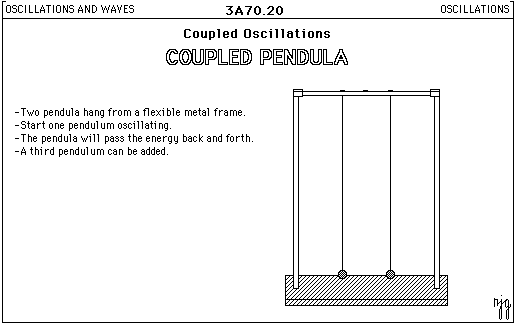 OSCILLATIONS AND WAVES 3A70.20 OSCILLATIONS
Coupled Oscillations
COUPLED PENDULA
-Two pendula hang from a flexible metal frame.
-Start one pendulum oscillating.
-The pendula will pass the energy back and forth.
-A third pendulum can be added.